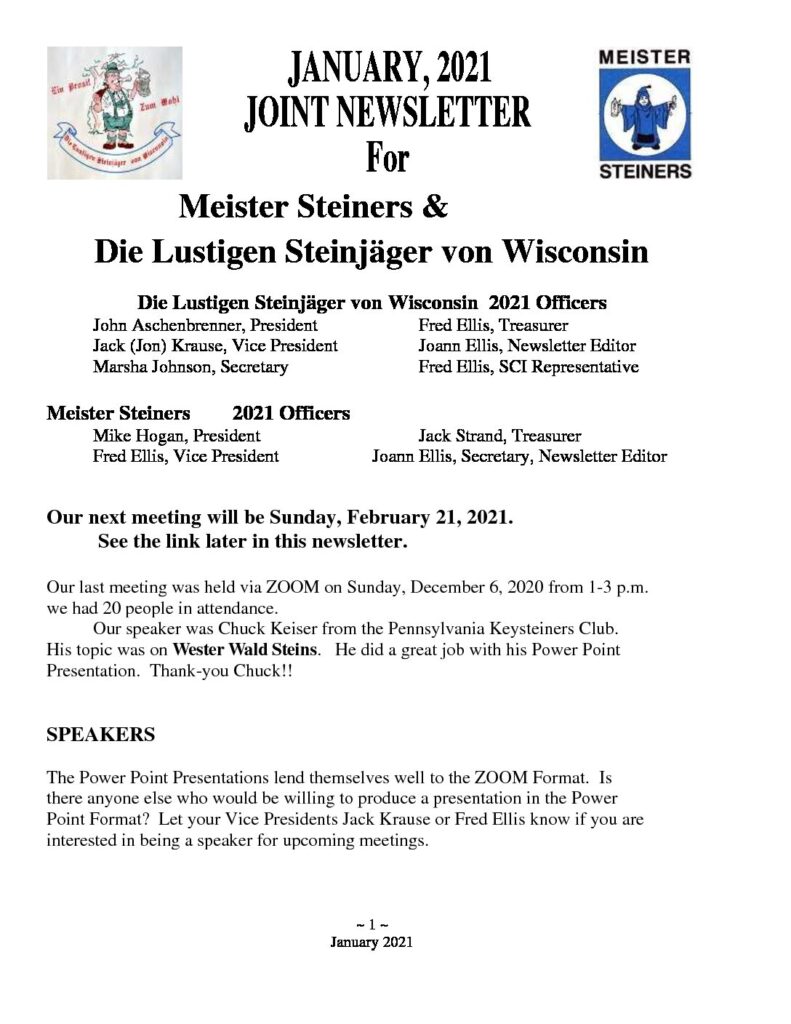 Ein Prosit
Zum Wohl
Die Lustigen Steinjäger von Wisconsin
JANUARY, 2021
JOINT NEWSLETTER
For
MEISTER
STEINERS
Meister Steiners &
Die Lustigen Steinjäger von Wisconsin
Die Lustigen Steinjäger von Wisconsin 2021 Officers
John Aschenbrenner, President Fred Ellis, Treasurer
Jack (Jon) Krause, Vice President Joann Ellis, Newsletter Editor
Marsha Johnson, Secretary Fred Ellis, SCI Representative
Meister Steiners 2021 Officers
Mike Hogan, President Jack Strand, Treasurer
Fred Ellis, Vice President Joann Ellis, Secretary, Newsletter Editor
Our next meeting will be Sunday, February 21, 2021.
See the link later in this newsletter.
Our last meeting was held via ZOOM on Sunday, December 6, 2020 from 1-3 p.m.
we had 20 people in attendance.
Our speaker was Chuck Keiser from the Pennsylvania Keysteiners Club.
His topic was on Wester Wald Steins. He did a great job with his Power Point
Presentation. Thank-you Chuck!!
SPEAKERS
The Power Point Presentations lend themselves well to the ZOOM Format. Is
there anyone else who would be willing to produce a presentation in the Power
Point Format? Let your Vice Presidents Jack Krause or Fred Ellis know if you are
interested in being a speaker for upcoming meetings.
~ 1 ~
January 2021